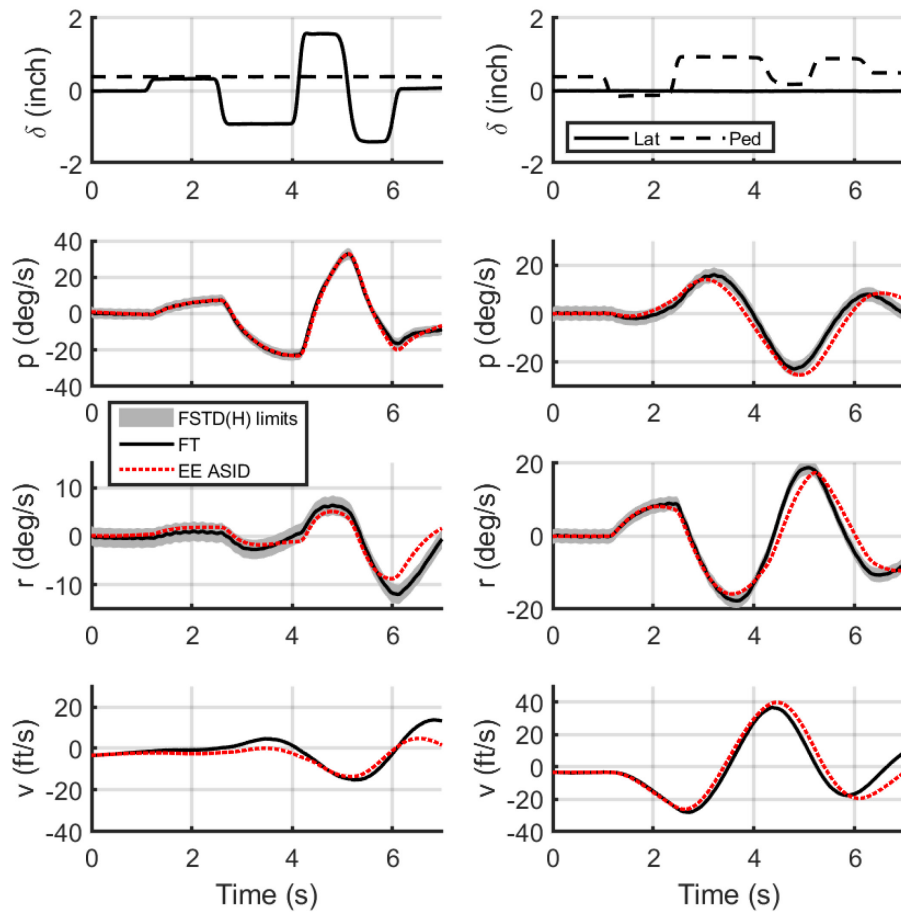 2
0
-2
δ (inch)
0 2 4 6
2
0
-2
δ (inch)
Lat Ped
0 2 4 6
40
20
0
-20
-40
p (deg/s)
0 2 4 6
20
0
-20
p (deg/s)
0 2 4 6
FSTD(H) limits
FT
EE ASID
10
0
-10
r (deg/s)
0 2 4 6
20
0
-20
r (deg/s)
0 2 4 6
20
0
-20
-40
v (ft/s)
0 2 4 6
Time (s)
40
20
0
-20
-40
v (ft/s)
0 2 4 6
Time (s)